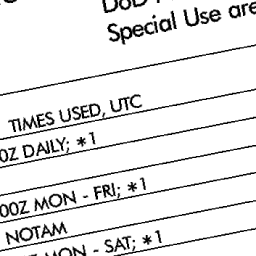 Special Use are
TIMES USED, UTC
0Z DAILY; *1
00Z MON - FRI; *1
NOTAM
MON - SAT; *1